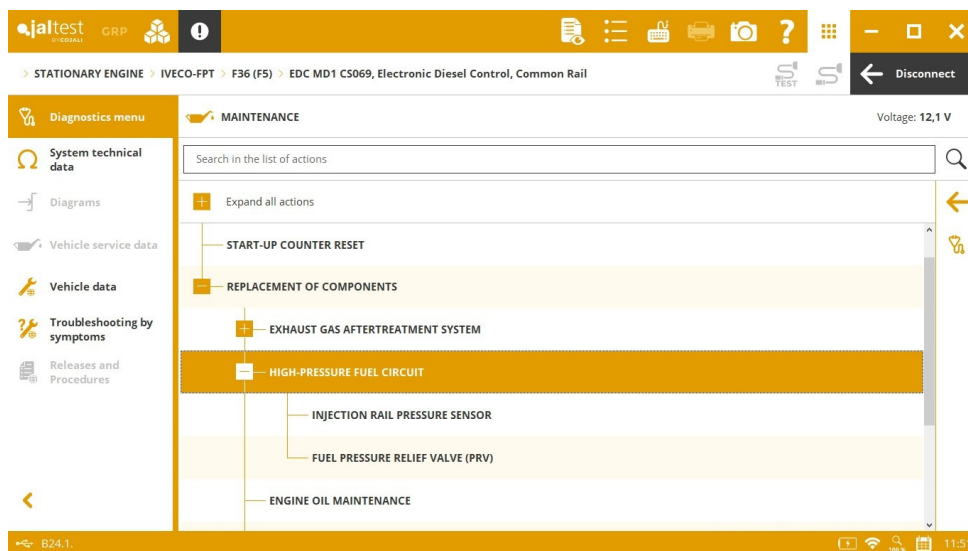 jaltest GRP
BY COJALI
STATIONARY ENGINE > IVECO-FPT > F36 (F5) > EDC MD1 CS069, Electronic Diesel Control, Common Rail
TEST
Disconnect
Diagnostics menu
MAINTENANCE
Voltage: 12,1 V
System technical
data
Search in the list of actions
Diagrams
Expand all actions
Vehicle service data
START-UP COUNTER RESET
Vehicle data
REPLACEMENT OF COMPONENTS
Troubleshooting by
symptoms
EXHAUST GAS AFTERTREATMENT SYSTEM
Releases and
Procedures
HIGH-PRESSURE FUEL CIRCUIT
INJECTION RAIL PRESSURE SENSOR
FUEL PRESSURE RELIEF VALVE (PRV)
ENGINE OIL MAINTENANCE
B24.1.
100 %